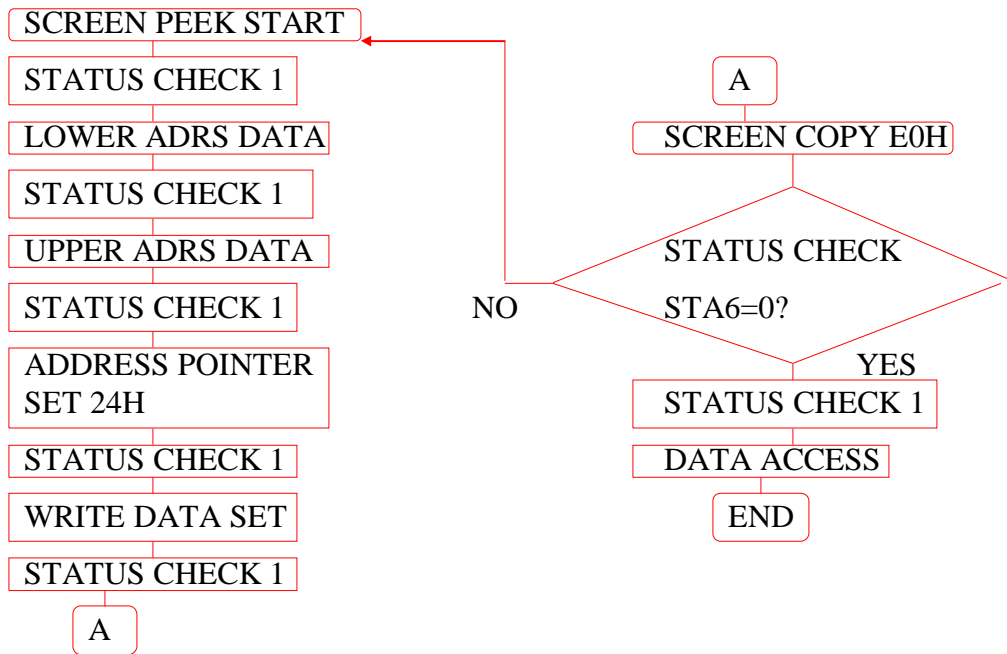 SCREEN PEEK START
STATUS CHECK 1
LOWER ADRS DATA
STATUS CHECK 1
UPPER ADRS DATA
STATUS CHECK 1
ADDRESS POINTER
SET 24H
STATUS CHECK 1
WRITE DATA SET
STATUS CHECK 1
A
A
SCREEN COPY E0H
STATUS CHECK
STA6=0?
NO
YES
STATUS CHECK 1
DATA ACCESS
END